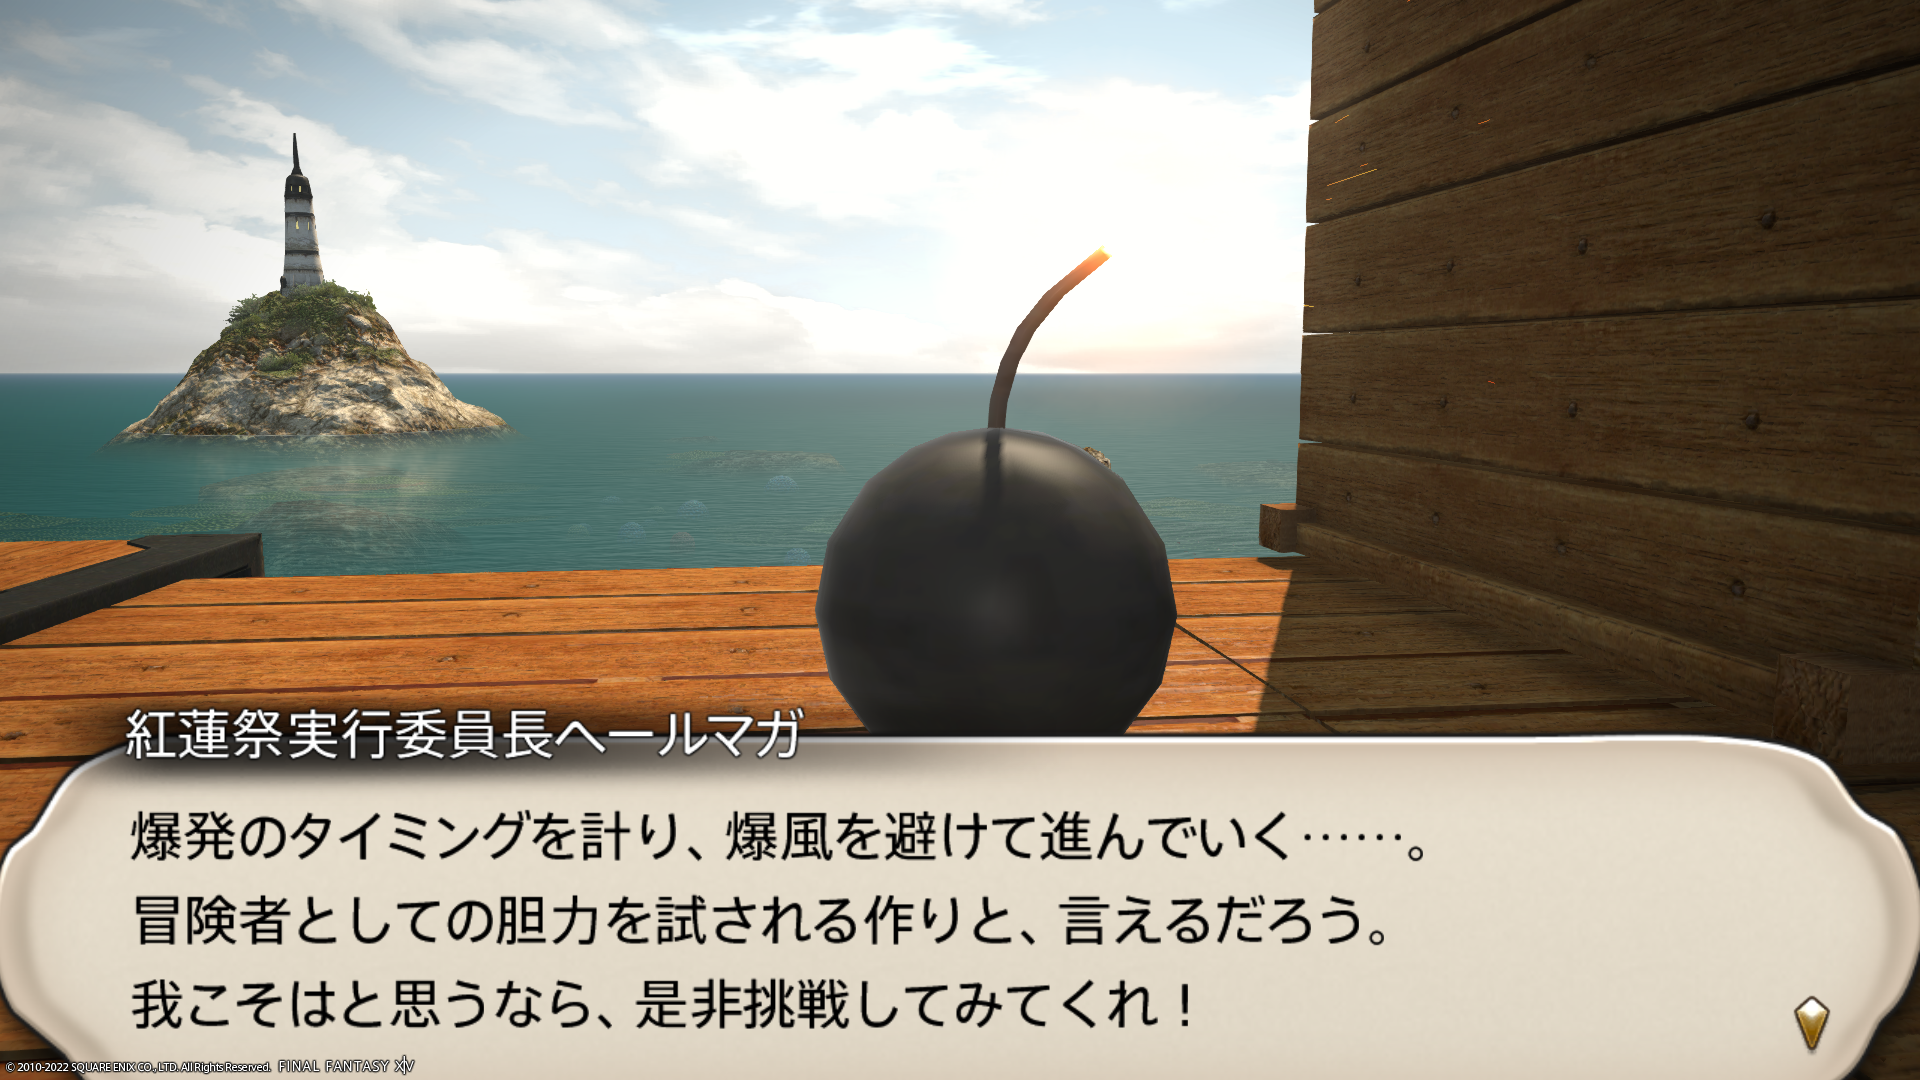 紅蓮祭実行委員長ヘールマガ
爆発のタイミングを計り、爆風を避けて進んでいく……。
冒険者としての胆力を試される作りと、言えるだろう。
我こそはと思うなら、是非挑戦してみてくれ！
© 2010-2022 SQUARE ENIX CO., LTD. All Rights Reserved. FINAL FANTASY XIV